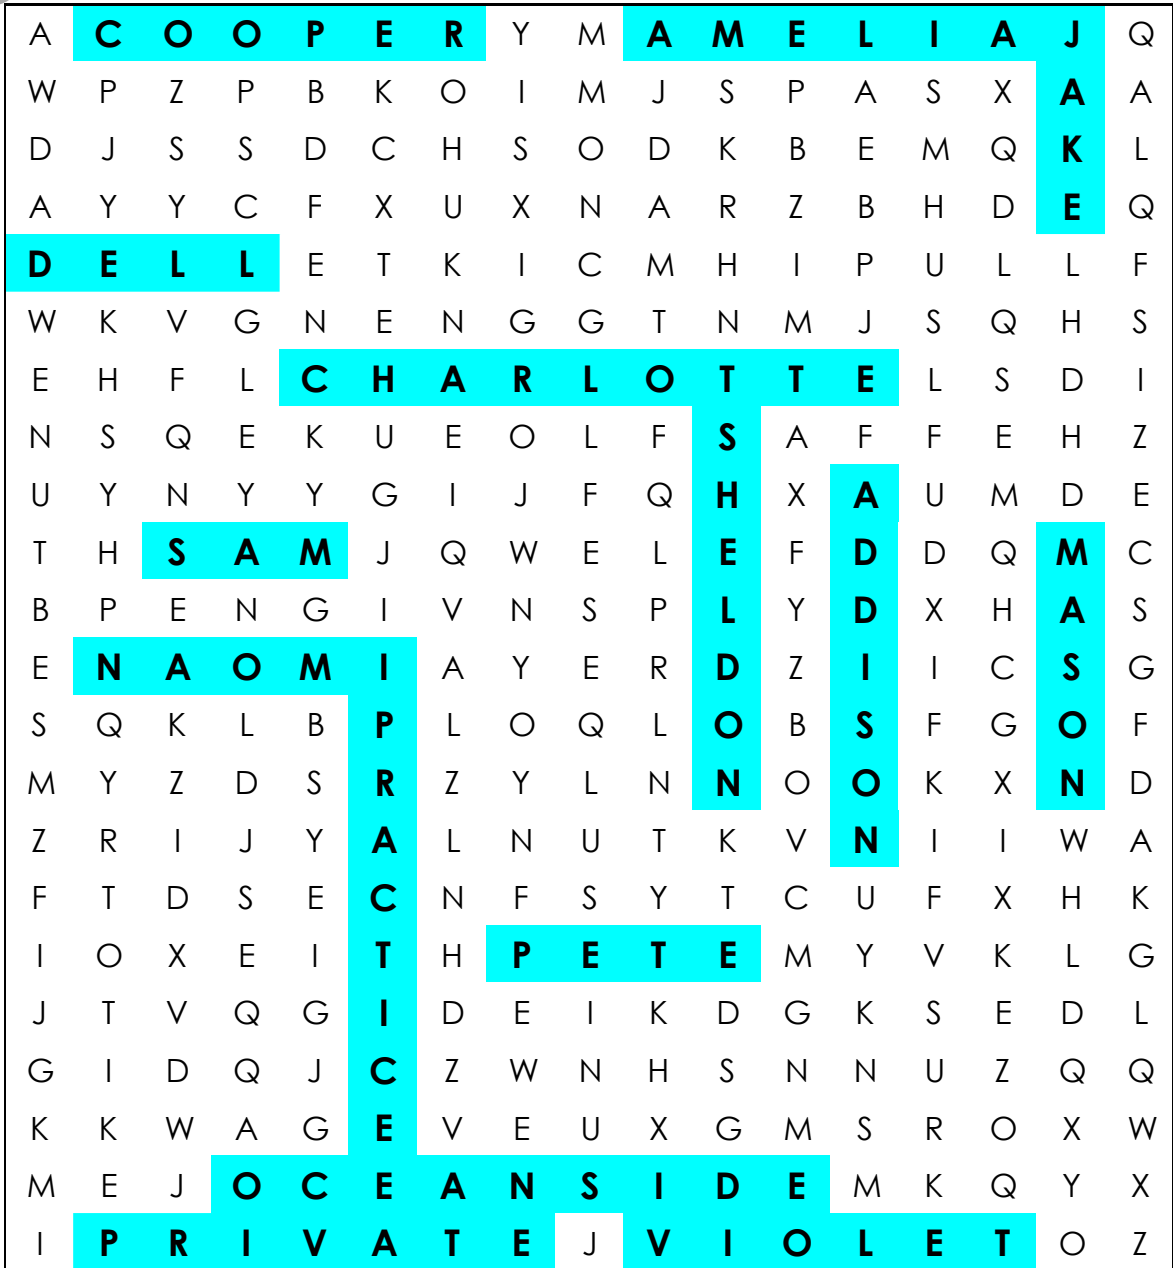 A C O O P E R Y M A M E L I A J Q
W P Z P B K O I M J S P A S X A A
D J S S D C H S O D K B E M Q K L
A Y Y C F X U X N A R Z B H D E Q
D E L L E T K I C M H I P U L L F
W K V G N E N G G T N M J S Q H S
E H F L C H A R L O T T E L S D I
N S Q E K U E O L F S A F F E H Z
U Y N Y Y G I J F Q H X A U M D E
T H S A M J Q W E L E F D D Q M C
B P E N G I V N S P L Y D X H A S
E N A O M I A Y E R D Z I I C S G
S Q K L B P L O Q L O B S F G O F
M Y Z D S R Z Y L N N O O K X N D
Z R I J Y A L N U T K V N I I W A
F T D S E C N F S Y T C U F X H K
I O X E I T H P E T E M Y V K L G
J T V Q G I D E I K D G K S E D L
G I D Q J C Z W N H S N N U Z Q Q
K K W A G E V E U X G M S R O X W
M E J O C E A N S I D E M K Q Y X
I P R I V A T E J V I O L E T O Z